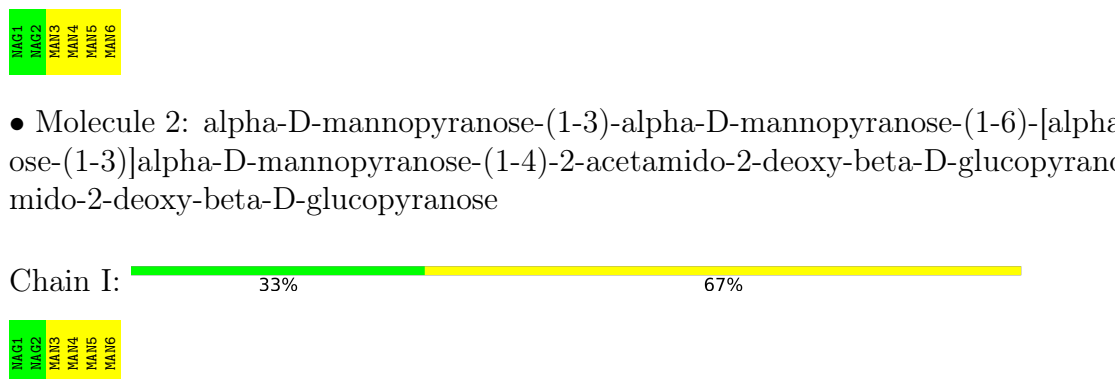 NAG1 NAG2 MAN3 MAN4 MAN5 MAN6
• Molecule 2: alpha-D-mannopyranose-(1-3)-alpha-D-mannopyranose-(1-6)-[alpha
ose-(1-3)]alpha-D-mannopyranose-(1-4)-2-acetamido-2-deoxy-beta-D-glucopyrano
mido-2-deoxy-beta-D-glucopyranose
Chain I:
33% 67%
NAG1 NAG2 MAN3 MAN4 MAN5 MAN6